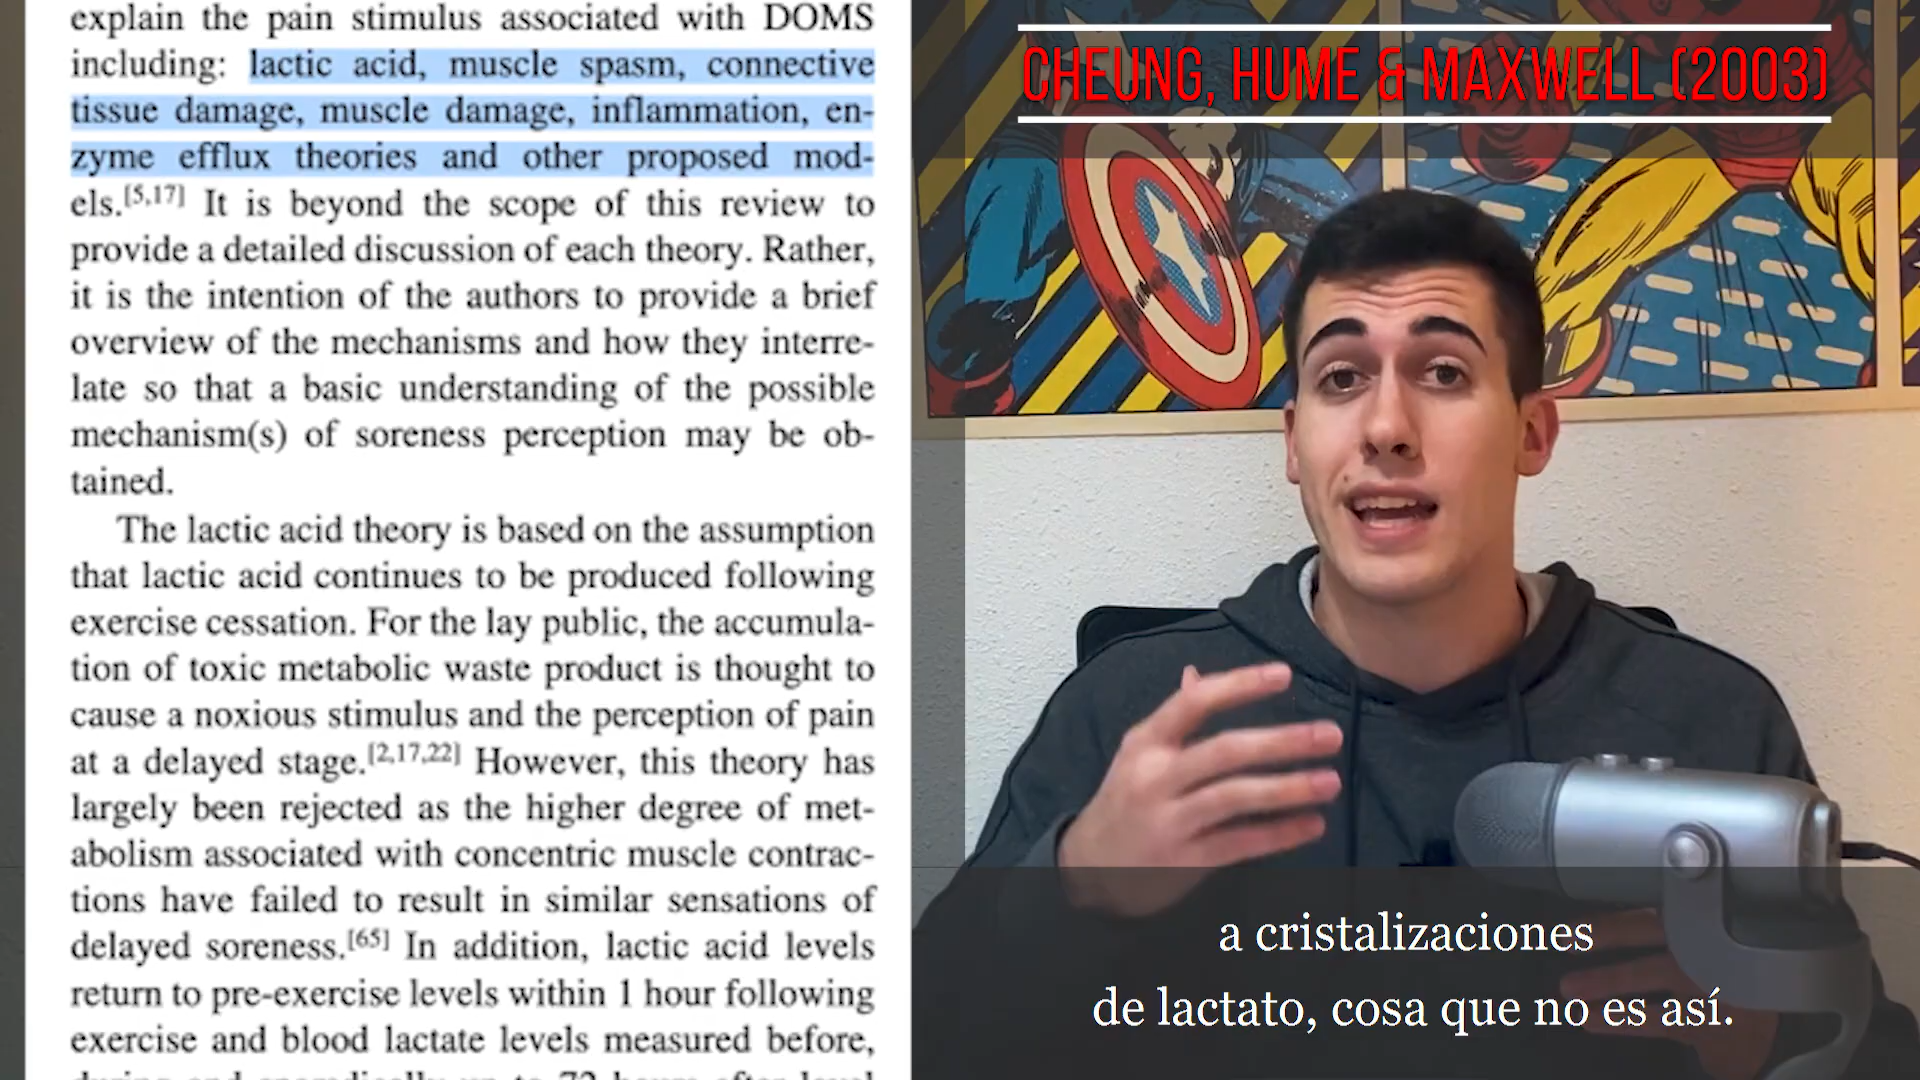 explain the pain stimulus associated with DOMS
including: lactic acid, muscle spasm, connective
tissue damage, muscle damage, inflammation, en-
zyme efflux theories and other proposed mod-
els.[5,17] It is beyond the scope of this review to
provide a detailed discussion of each theory. Rather,
it is the intention of the authors to provide a brief
overview of the mechanisms and how they interre-
late so that a basic understanding of the possible
mechanism(s) of soreness perception may be ob-
tained.
The lactic acid theory is based on the assumption
that lactic acid continues to be produced following
exercise cessation. For the lay public, the accumula-
tion of toxic metabolic waste product is thought to
cause a noxious stimulus and the perception of pain
at a delayed stage.[2,17,22] However, this theory has
largely been rejected as the higher degree of met-
abolism associated with concentric muscle contrac-
tions have failed to result in similar sensations of
delayed soreness.[65] In addition, lactic acid levels
return to pre-exercise levels within 1 hour following
exercise and blood lactate levels measured before,
CHEUNG, HUME & MAXWELL (2003)
a cristalizaciones
de lactato, cosa que no es así.